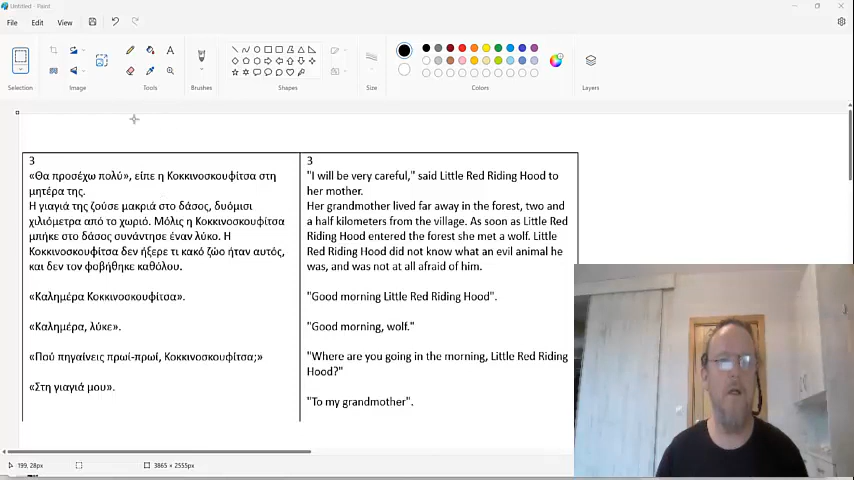 Untitled - Paint
File Edit View
Selection Image Tools Brushes Shapes Size Colors Layers
3
«Θα προσέχω πολύ», είπε η Κοκκινοσκουφίτσα στη
μητέρα της.
Η γιαγιά της ζούσε μακριά στο δάσος, δυόμισι
χιλιόμετρα από το χωριό. Μόλις η Κοκκινοσκουφίτσα
μπήκε στο δάσος συνάντησε έναν λύκο. Η
Κοκκινοσκουφίτσα δεν ήξερε τι κακό ζώο ήταν αυτός,
και δεν τον φοβήθηκε καθόλου.
«Καλημέρα Κοκκινοσκουφίτσα».
«Καλημέρα, λύκε».
«Πού πηγαίνεις πρωί-πρωί, Κοκκινοσκουφίτσα;»
«Στη γιαγιά μου».
3
"I will be very careful," said Little Red Riding Hood to
her mother.
Her grandmother lived far away in the forest, two and
a half kilometers from the village. As soon as Little Red
Riding Hood entered the forest she met a wolf. Little
Red Riding Hood did not know what an evil animal he
was, and was not at all afraid of him.
"Good morning Little Red Riding Hood".
"Good morning, wolf."
"Where are you going in the morning, Little Red Riding
Hood?"
"To my grandmother".
199, 28px 3865 × 2555px